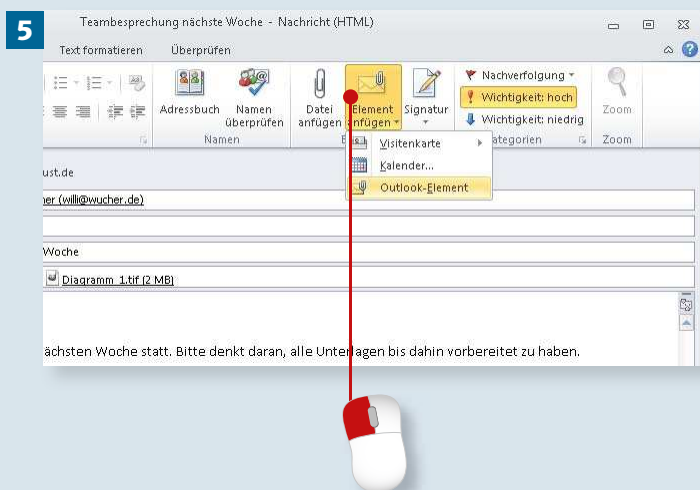 5
Teambesprechung nächste Woche - Nachricht (HTML)
Text formatieren Überprüfen
Adressbuch
Namen überprüfen
Namen
Datei anfügen
Element anfügen
Signatur
Nachverfolgung
Wichtigkeit: hoch
Wichtigkeit: niedrig
ategorien
Zoom
Zoom
Visitenkarte
Kalender...
Outlook-Element
ust.de
ner (willi@wucher.de)
Woche
Diagramm_1.tif (2 MB)
ächsten Woche statt. Bitte denkt daran, alle Unterlagen bis dahin vorbereitet zu haben.